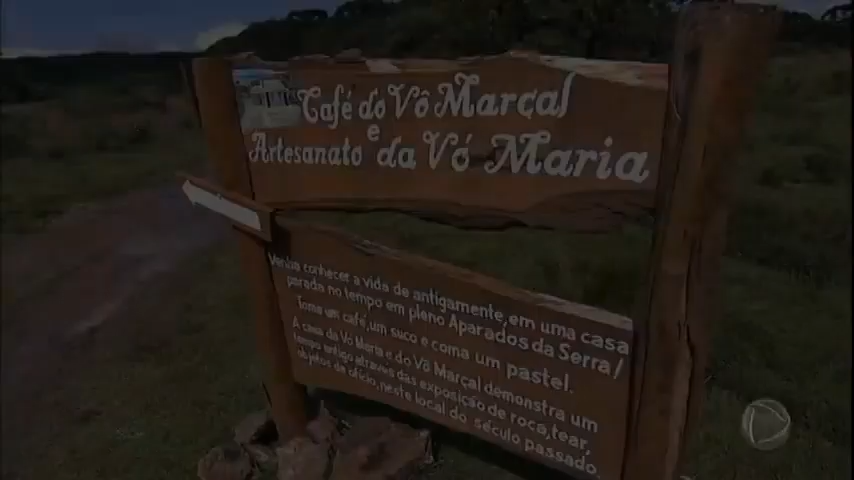 Café do Vô Marçal
e
Artesanato da Vó Maria
Venha conhecer a vida de antigamente, em uma casa
parada no tempo em pleno Aparados da Serra!
Tome um café, um suco e coma um pastel.
A casa da Vó Maria e do Vô Marçal demonstra um
tempo antigo através das exposição de roca, tear,
objetos de ofício, neste local do século passado.